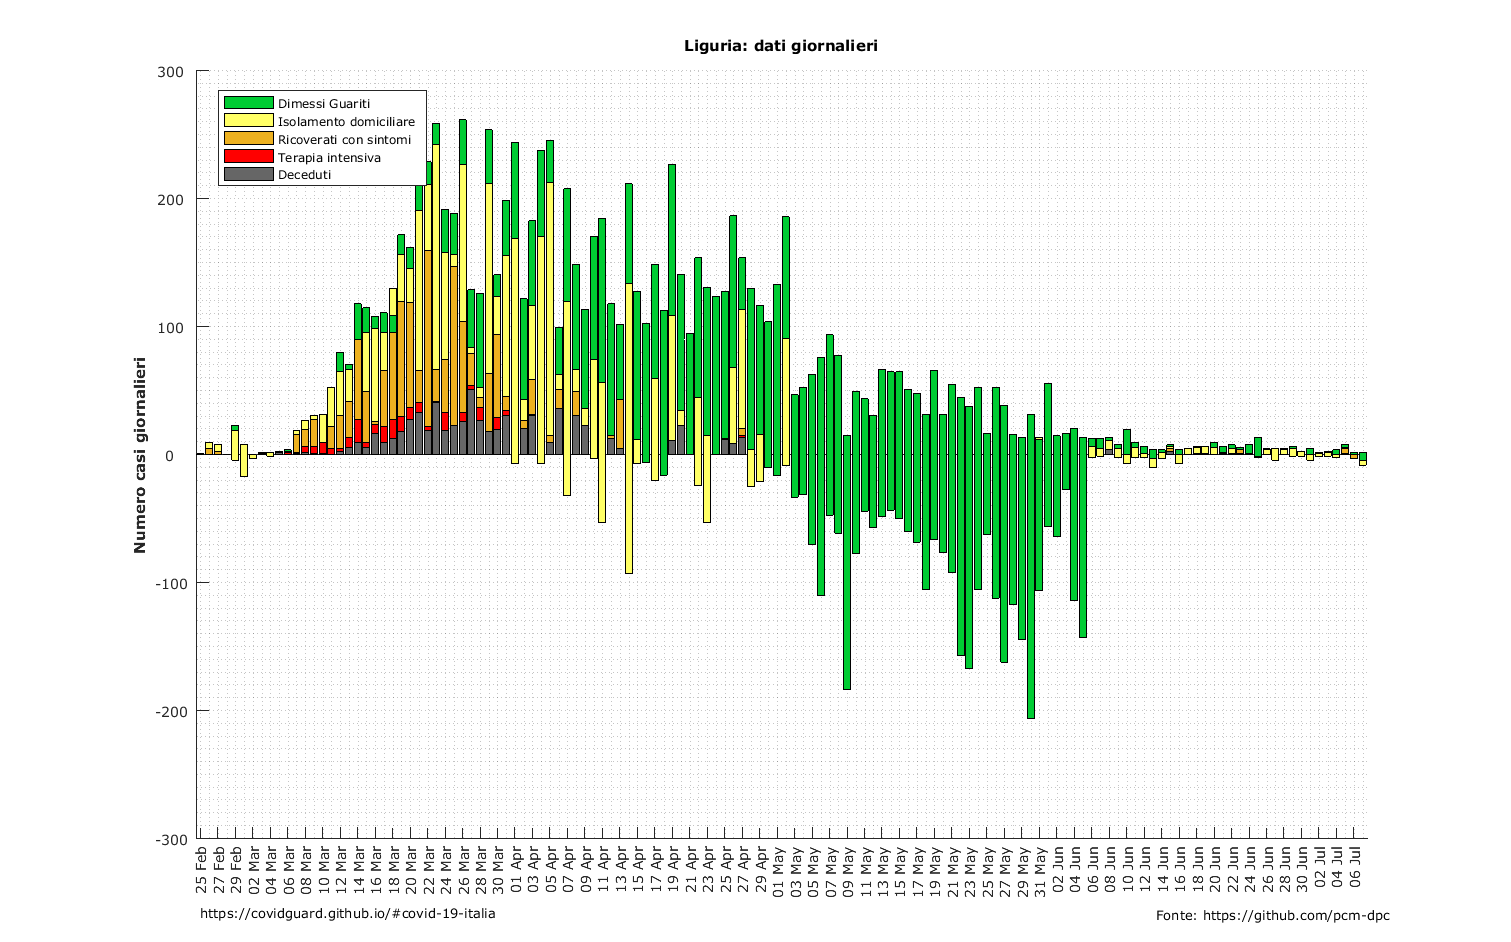 Liguria: dati giornalieri
300
200
100
0
-100
-200
-300
Numero casi giornalieri
Dimessi Guariti
Isolamento domiciliare
Ricoverati con sintomi
Terapia intensiva
Deceduti
25 Feb
27 Feb
29 Feb
02 Mar
04 Mar
06 Mar
08 Mar
10 Mar
12 Mar
14 Mar
16 Mar
18 Mar
20 Mar
22 Mar
24 Mar
26 Mar
28 Mar
30 Mar
01 Apr
03 Apr
05 Apr
07 Apr
09 Apr
11 Apr
13 Apr
15 Apr
17 Apr
19 Apr
21 Apr
23 Apr
25 Apr
27 Apr
29 Apr
01 May
03 May
05 May
07 May
09 May
11 May
13 May
15 May
17 May
19 May
21 May
23 May
25 May
27 May
29 May
31 May
02 Jun
04 Jun
06 Jun
08 Jun
10 Jun
12 Jun
14 Jun
16 Jun
18 Jun
20 Jun
22 Jun
24 Jun
26 Jun
28 Jun
30 Jun
02 Jul
04 Jul
06 Jul
https://covidguard.github.io/#covid-19-italia
Fonte: https://github.com/pcm-dpc